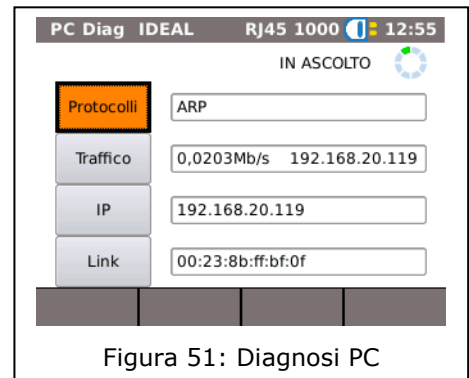 PC Diag IDEAL RJ45 1000 12:55
IN ASCOLTO
Protocolli ARP
Traffico 0,0203Mb/s 192.168.20.119
IP 192.168.20.119
Link 00:23:8b:ff:bf:0f
Figura 51: Diagnosi PC